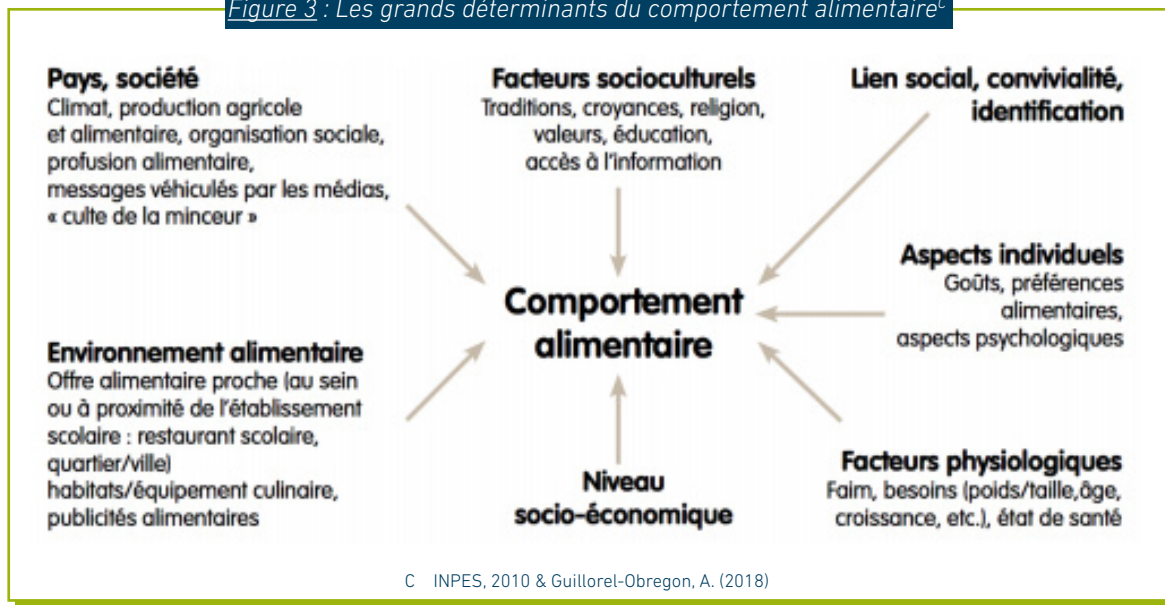 Figure 3 : Les grands déterminants du comportement alimentaireᶜ
Pays, société
Climat, production agricole
et alimentaire, organisation sociale,
profusion alimentaire,
messages véhiculés par les médias,
« culte de la minceur »
Facteurs socioculturels
Traditions, croyances, religion,
valeurs, éducation,
accès à l'information
Lien social, convivialité,
identification
Aspects individuels
Goûts, préférences
alimentaires,
aspects psychologiques
Comportement
alimentaire
Environnement alimentaire
Offre alimentaire proche (au sein
ou à proximité de l'établissement
scolaire : restaurant scolaire,
quartier/ville)
habitats/équipement culinaire,
publicités alimentaires
Niveau
socio-économique
Facteurs physiologiques
Faim, besoins (poids/taille,âge,
croissance, etc.), état de santé
C INPES, 2010 & Guillorel-Obregon, A. (2018)